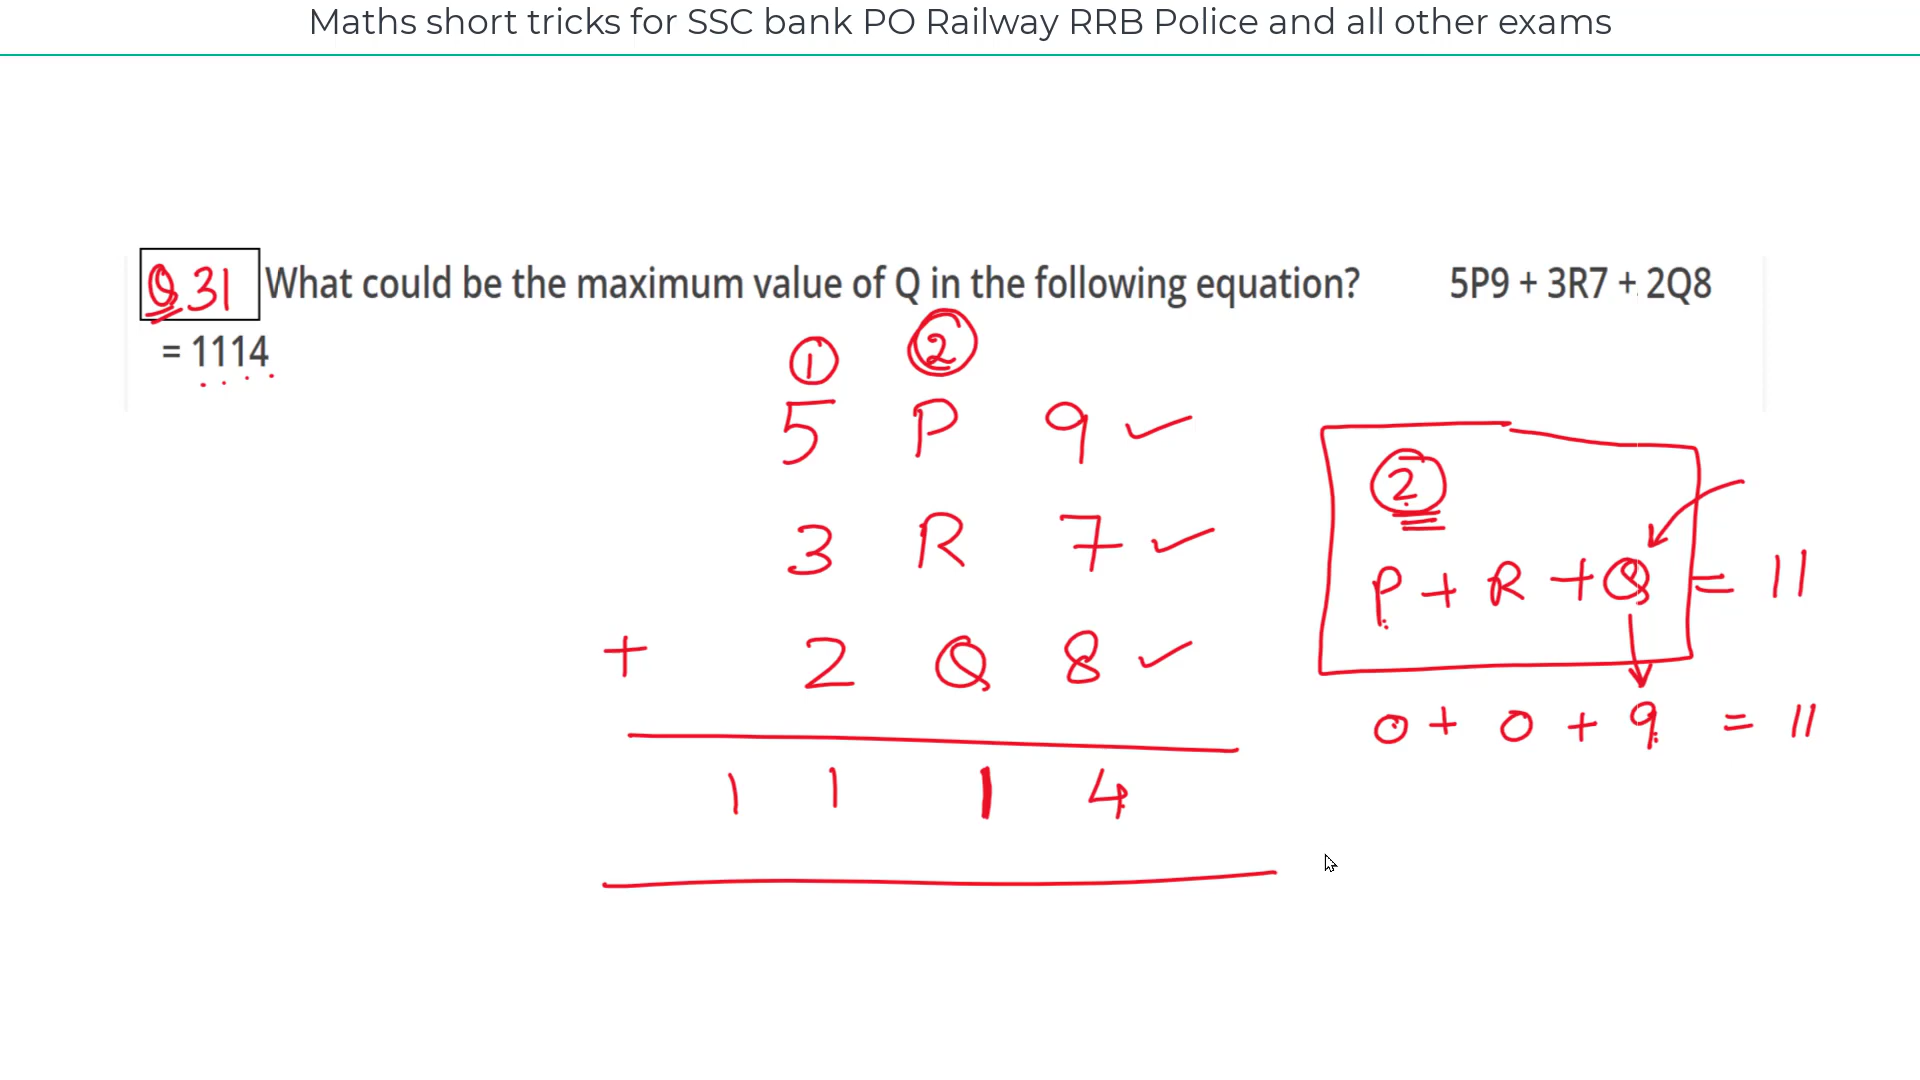 Maths short tricks for SSC bank PO Railway RRB Police and all other exams
Q 31 What could be the maximum value of Q in the following equation? 5P9 + 3R7 + 2Q8
= 1114
1 2
5 P 9
3 R 7
+ 2 Q 8
1 1 1 4
2
P + R + Q = 11
0 + 0 + 9 = 11